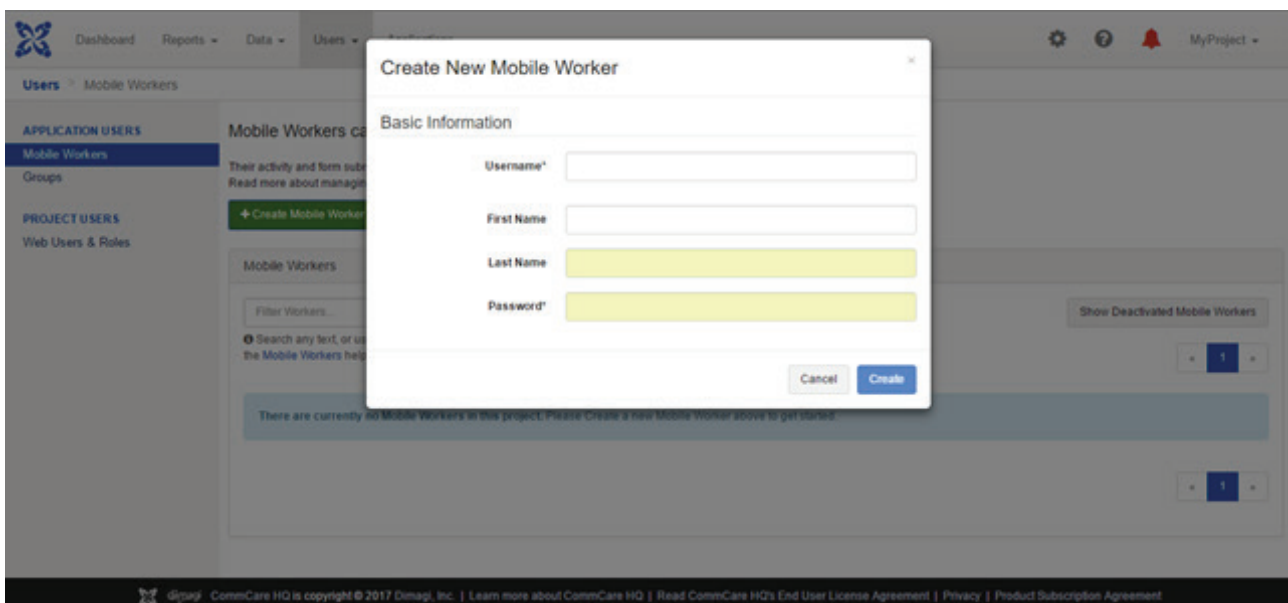 Dashboard Reports Data Users
MyProject
Users Mobile Workers
APPLICATION USERS
Mobile Workers
Groups
PROJECT USERS
Web Users & Roles
Mobile Workers ca
Their activity and form sub
Read more about managin
+ Create Mobile Worker
Mobile Workers
Filter Workers...
Search any text, or us
the Mobile Workers help
Show Deactivated Mobile Workers
« 1 »
There are currently no Mobile Workers in this project. Please Create a new Mobile Worker above to get started.
« 1 »
Create New Mobile Worker
×
Basic Information
Username*
First Name
Last Name
Password*
Cancel Create
dimagi CommCare HQ is copyright © 2017 Dimagi, Inc. | Learn more about CommCare HQ | Read CommCare HQ's End User License Agreement | Privacy | Product Subscription Agreement